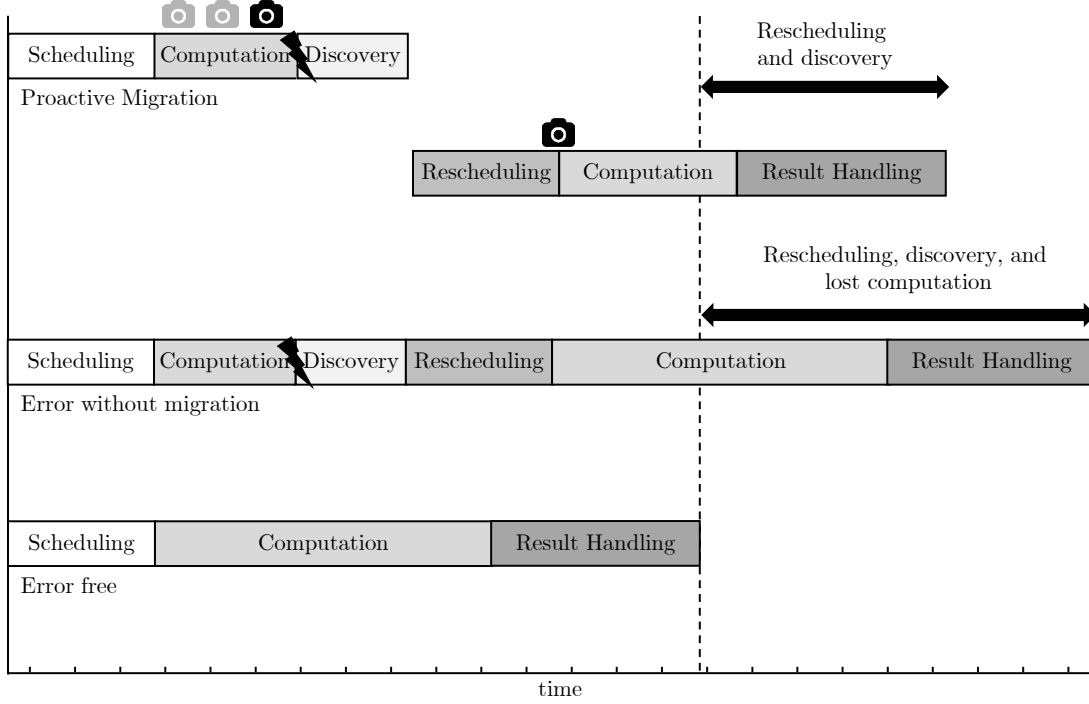 Rescheduling
and discovery
Scheduling Computation Discovery
Proactive Migration
Rescheduling Computation Result Handling
Rescheduling, discovery, and
lost computation
Scheduling Computation Discovery Rescheduling Computation Result Handling
Error without migration
Scheduling Computation Result Handling
Error free
time